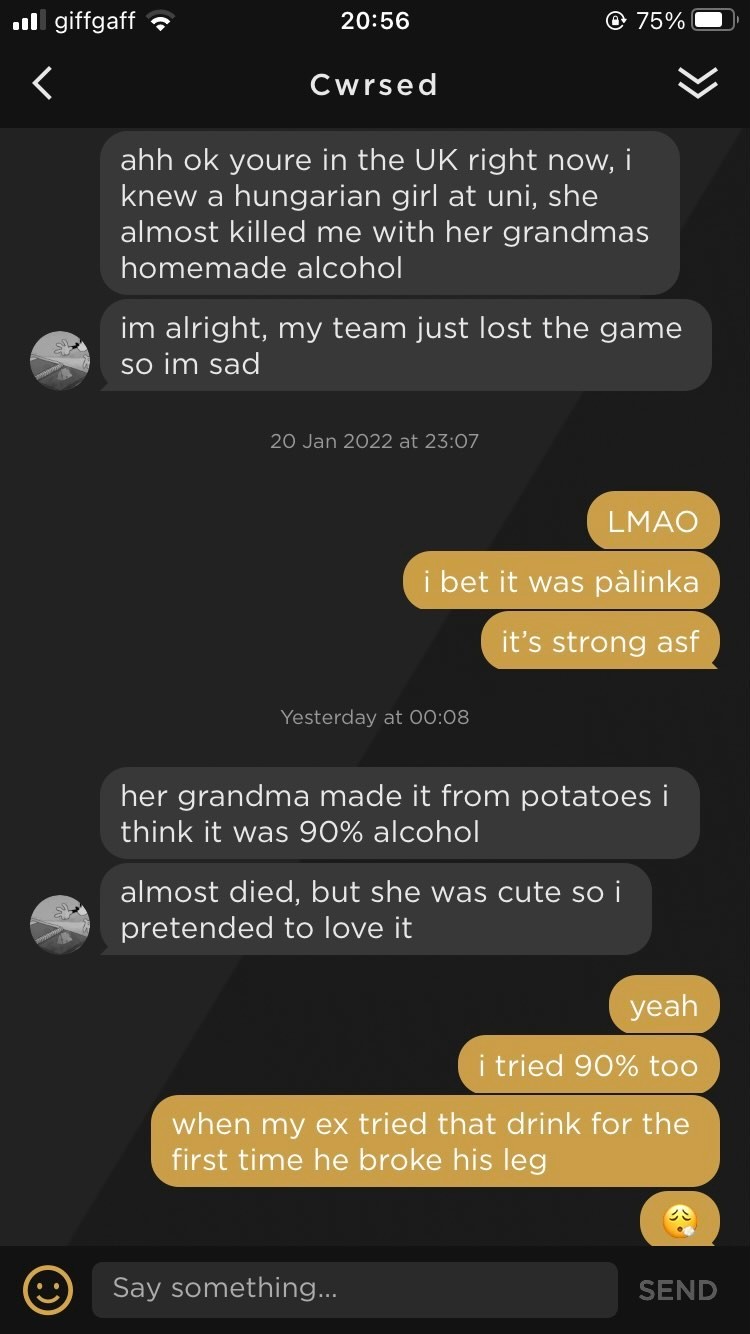 giffgaff
20:56
75%
Cwrsed
ahh ok youre in the UK right now, i
knew a hungarian girl at uni, she
almost killed me with her grandmas
homemade alcohol
im alright, my team just lost the game
so im sad
20 Jan 2022 at 23:07
LMAO
i bet it was pàlinka
it’s strong asf
Yesterday at 00:08
her grandma made it from potatoes i
think it was 90% alcohol
almost died, but she was cute so i
pretended to love it
yeah
i tried 90% too
when my ex tried that drink for the
first time he broke his leg
😮‍💨
Say something...
SEND